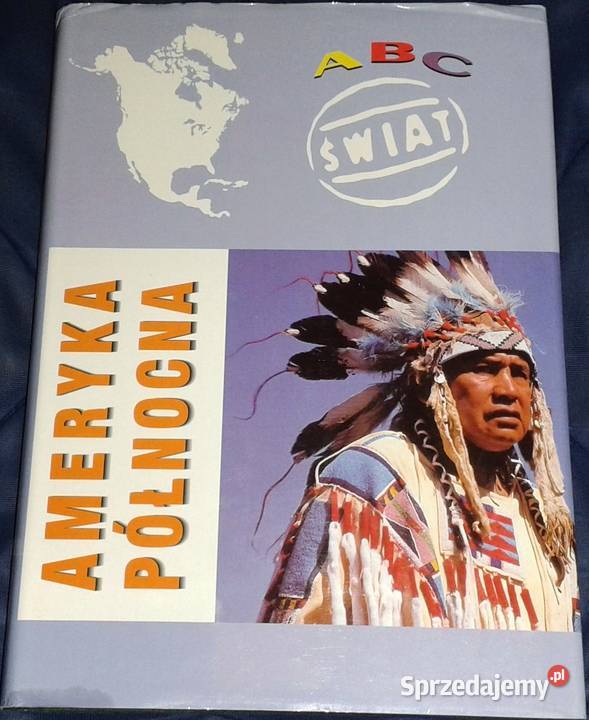 ABC
ŚWIAT
AMERYKA
PÓŁNOCNA
Sprzedajemy.pl